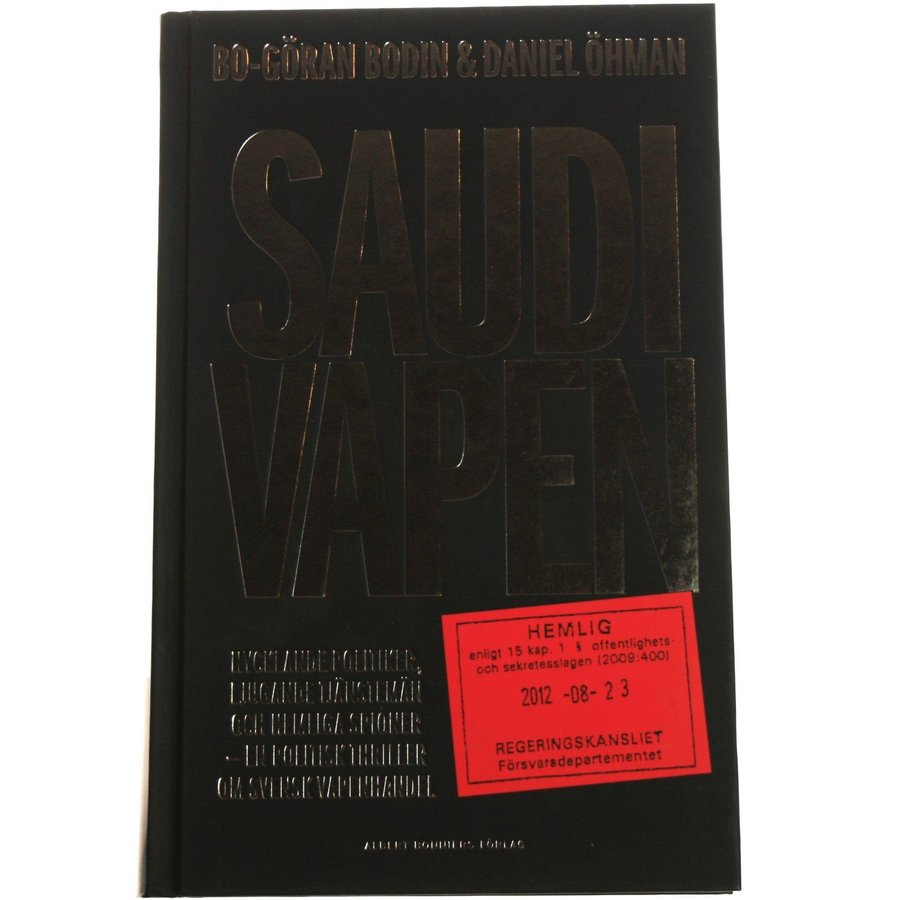 BO-GÖRAN BODIN & DANIEL ÖHMAN
SAUDI
VAPEN
HYCKLANDE POLITIKER,
LJUGANDE TJÄNSTEMÄN
OCH HEMLIGA SPIONER
– EN POLITISK THRILLER
OM SVENSK VAPENHANDEL
HEMLIG
enligt 15 kap. 1 § offentlighets-
och sekretesslagen (2009:400)
2012 -08- 2 3
REGERINGSKANSLIET
Försvarsdepartementet
ALBERT BONNIERS FÖRLAG